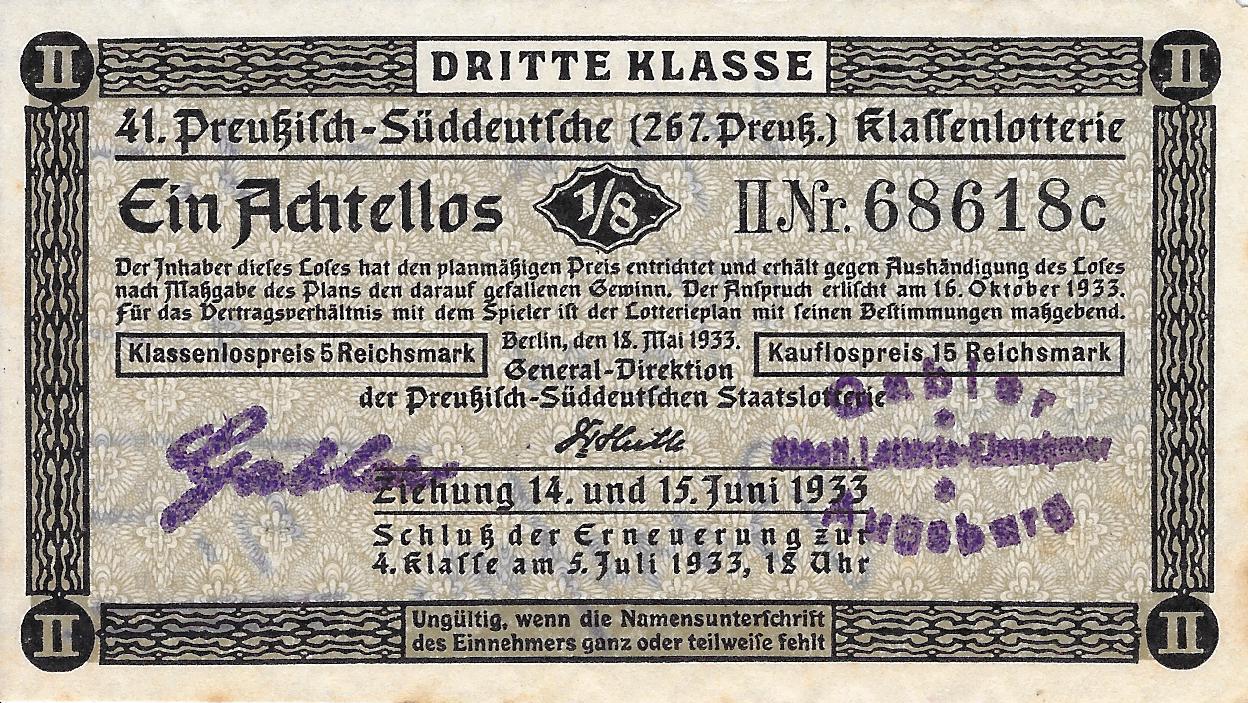 II
II
DRITTE KLASSE
41. Preußiſch-Süddeutſche (267. Preuß.) Klaſſenlotterie
Ein Achtellos 1/8 II Nr. 68618c
Der Inhaber dieſes Loſes hat den planmäßigen Preis entrichtet und erhält gegen Aushändigung des Loſes
nach Maßgabe des Plans den darauf gefallenen Gewinn. Der Anſpruch erliſcht am 16. Oktober 1933.
Für das Vertragsverhältnis mit dem Spieler iſt der Lotterieplan mit ſeinen Beſtimmungen maßgebend.
Klassenlospreis 5 Reichsmark
Berlin, den 18. Mai 1933.
Kauflospreis 15 Reichsmark
General-Direktion
der Preußiſch-Süddeutſchen Staatslotterie
Gabler
Gabler
Augsburg
Ziehung 14. und 15. Juni 1933
Schluß der Erneuerung zur
4. Klaſſe am 5. Juli 1933, 18 Uhr
II
II
Ungültig, wenn die Namensunterſchrift
des Einnehmers ganz oder teilweiſe fehlt